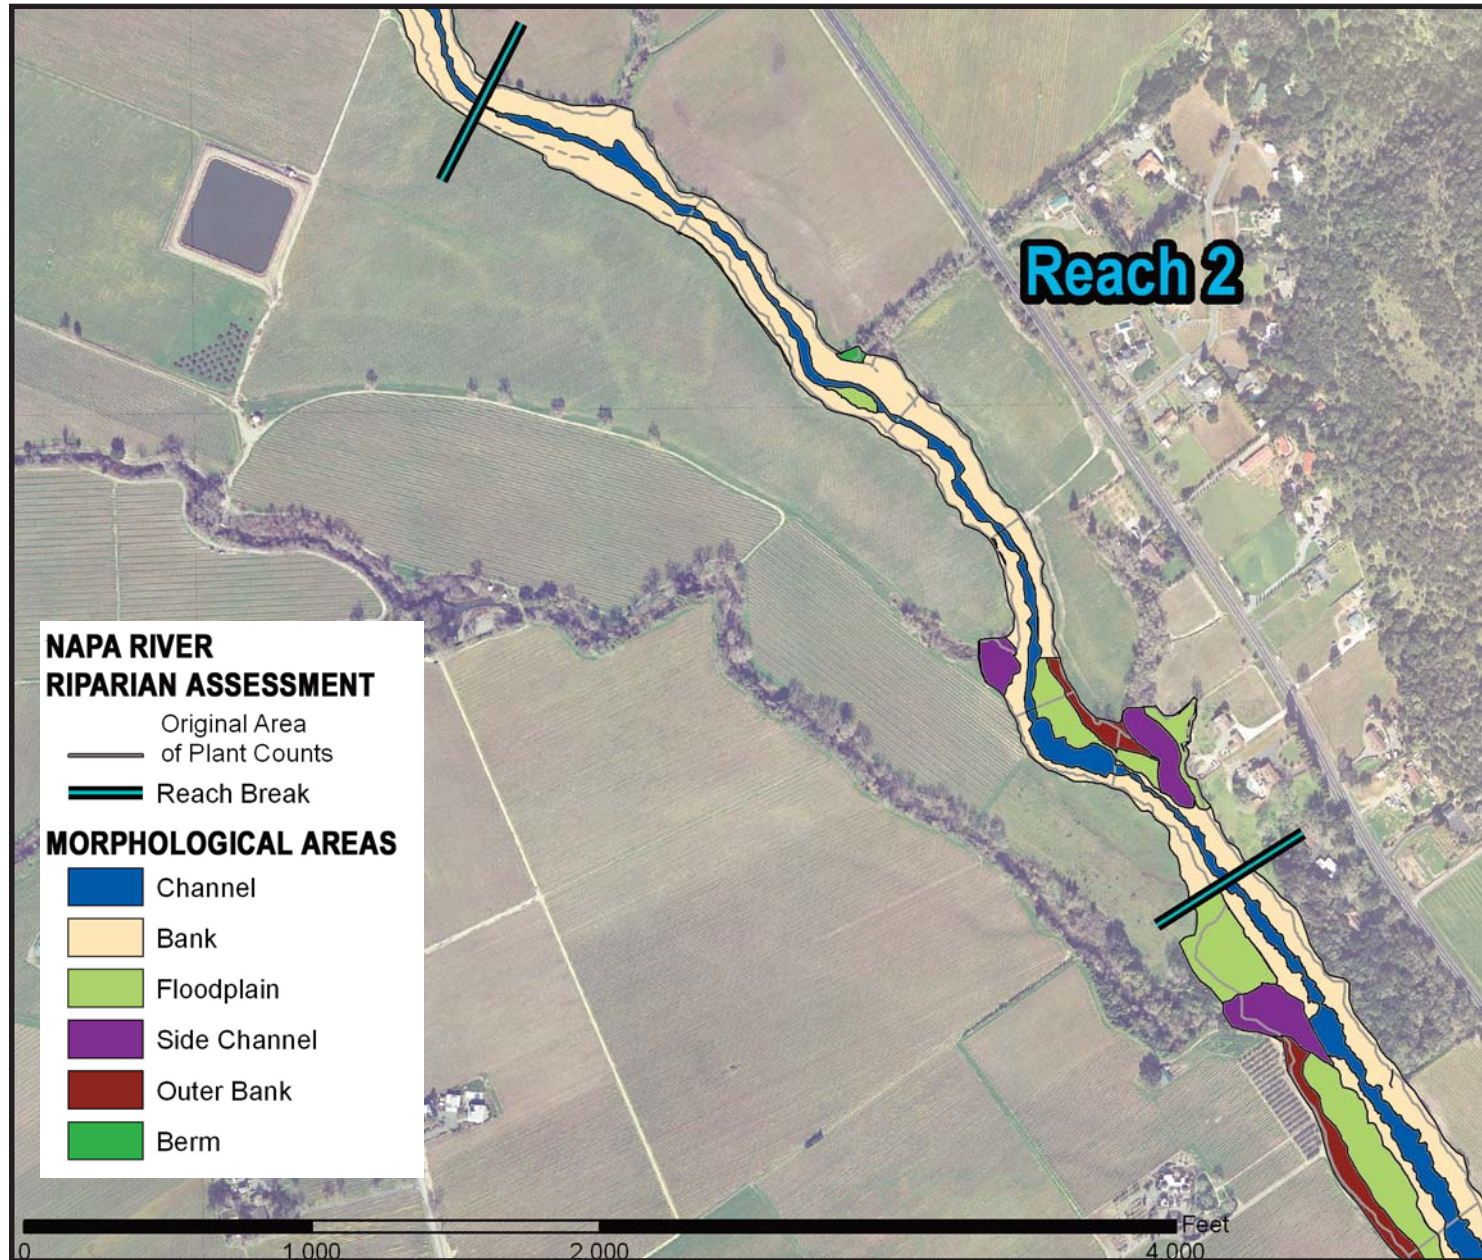 Reach 2
NAPA RIVER
RIPARIAN ASSESSMENT
Original Area
of Plant Counts
Reach Break
MORPHOLOGICAL AREAS
Channel
Bank
Floodplain
Side Channel
Outer Bank
Berm
Feet
0 1 000 2 000 4 000